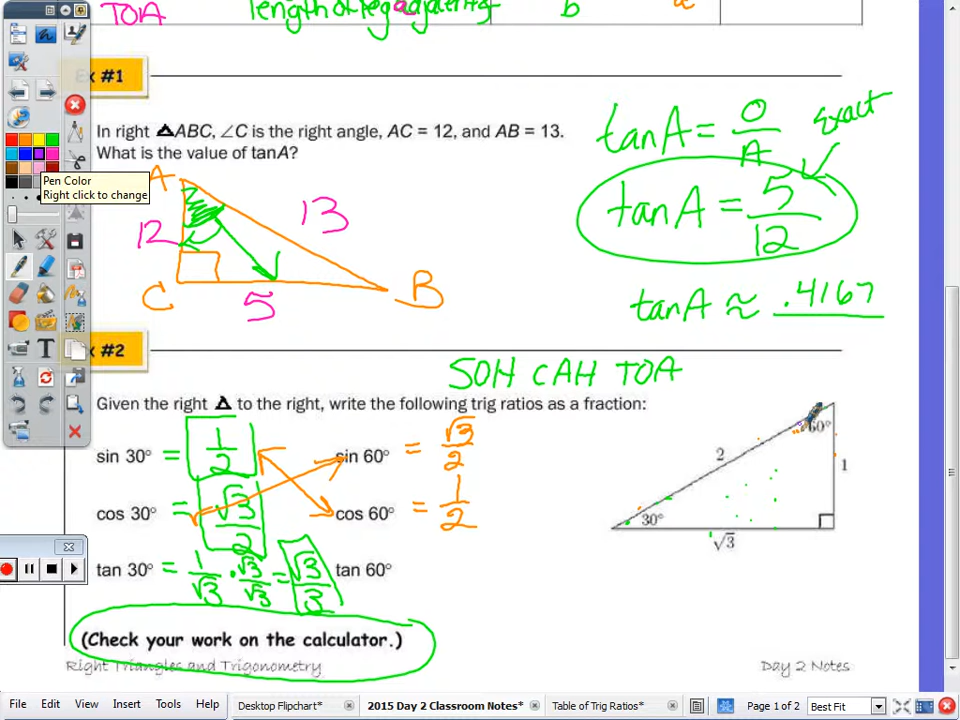 TOA length of leg adjacent b
Ex #1
In right △ABC, ∠C is the right angle, AC = 12, and AB = 13.
What is the value of tanA?
tanA = O/A exact
tanA = 5/12
tanA ≈ .4167
Pen Color
Right click to change
A
12
13
C
5
B
Ex #2
SOH CAH TOA
Given the right △ to the right, write the following trig ratios as a fraction:
sin 30° = 1/2 sin 60° = √3/2
cos 30° = √3/2 cos 60° = 1/2
tan 30° = 1/√3 · √3/√3 = √3/3 tan 60°
60°
2
1
30°
√3
(Check your work on the calculator.)
Right Triangles and Trigonometry Day 2 Notes
File Edit View Insert Tools Help Desktop Flipchart* 2015 Day 2 Classroom Notes* Table of Trig Ratios* Page 1 of 2 Best Fit